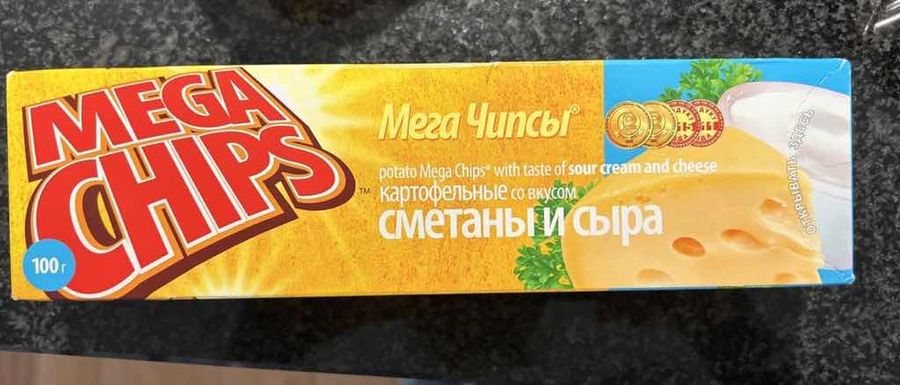 MEGA
CHIPS
™
100 г
Мега Чипсы®
potato Mega Chips® with taste of sour cream and cheese
картофельные со вкусом
сметаны и сыра
ОТКРЫВАТЬ ЗДЕСЬ